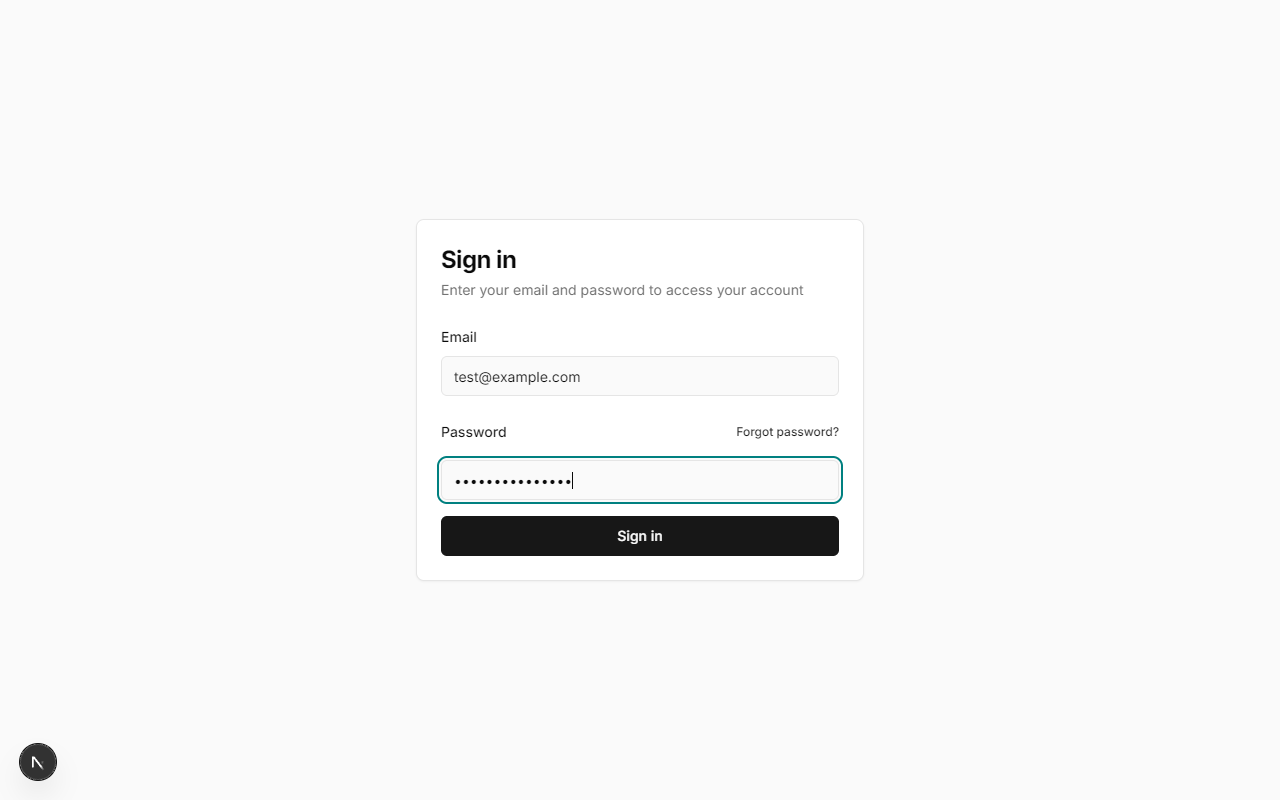 Sign in
Enter your email and password to access your account
Email
test@example.com
Password Forgot password?
•••••••••••••••
Sign in
N